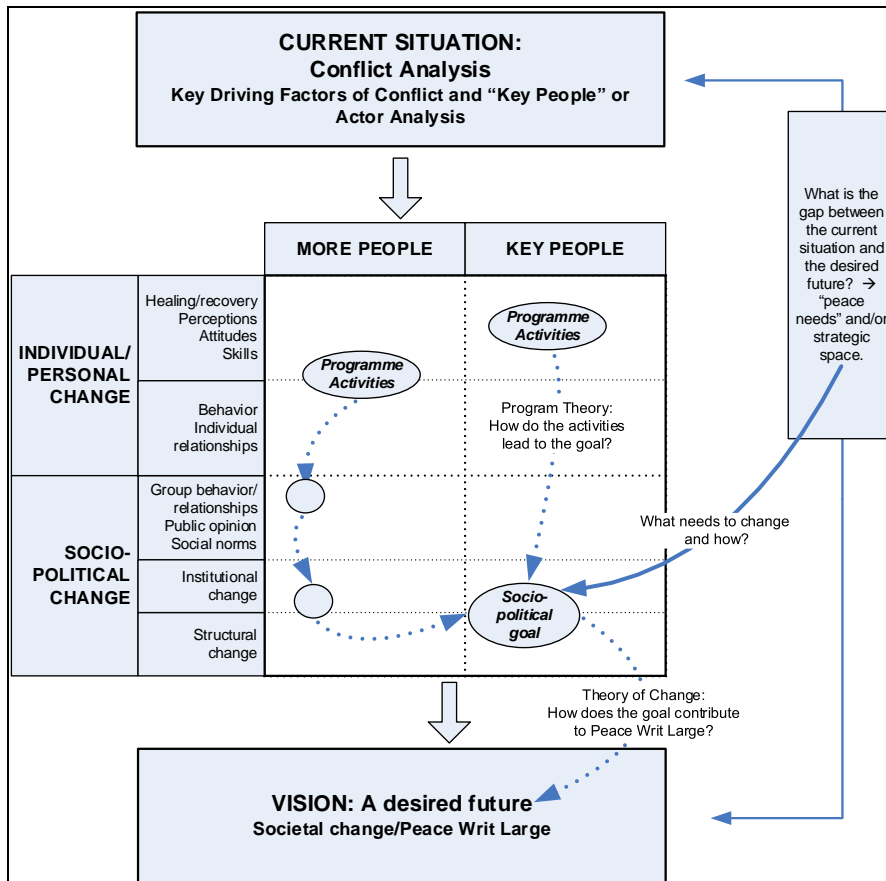 CURRENT SITUATION:
Conflict Analysis
Key Driving Factors of Conflict and “Key People” or
Actor Analysis
What is the
gap between
the current
situation and
the desired
future? →
“peace
needs” and/or
strategic
space.
MORE PEOPLE
KEY PEOPLE
INDIVIDUAL/
PERSONAL
CHANGE
Healing/recovery
Perceptions
Attitudes
Skills
Programme
Activities
Programme
Activities
Behavior
Individual
relationships
Program Theory:
How do the activities
lead to the goal?
SOCIO-
POLITICAL
CHANGE
Group behavior/
relationships
Public opinion
Social norms
What needs to change
and how?
Institutional
change
Socio-
political
goal
Structural
change
Theory of Change:
How does the goal contribute
to Peace Writ Large?
VISION: A desired future
Societal change/Peace Writ Large